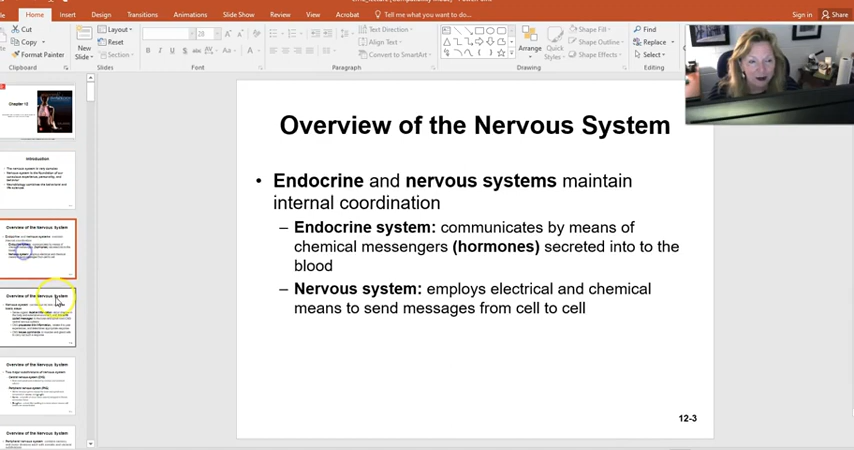 Home Insert Design Transitions Animations Slide Show Review View Acrobat Tell me what you want to do... Sign in Share
Cut
Copy
Format Painter
Clipboard
New
Slide
Layout
Reset
Section
Slides
28
B I U S abc AV Aa A
Font
Text Direction
Align Text
Convert to SmartArt
Paragraph
Arrange
Quick
Styles
Shape Fill
Shape Outline
Shape Effects
Drawing
Find
Replace
Select
Editing
Chapter 12
Introduction
Overview of the Nervous System
Overview of the Nervous System
Overview of the Nervous System
Overview of the Nervous System
Overview of the Nervous System
• Endocrine and nervous systems maintain
internal coordination
– Endocrine system: communicates by means of
chemical messengers (hormones) secreted into to the
blood
– Nervous system: employs electrical and chemical
means to send messages from cell to cell
12-3